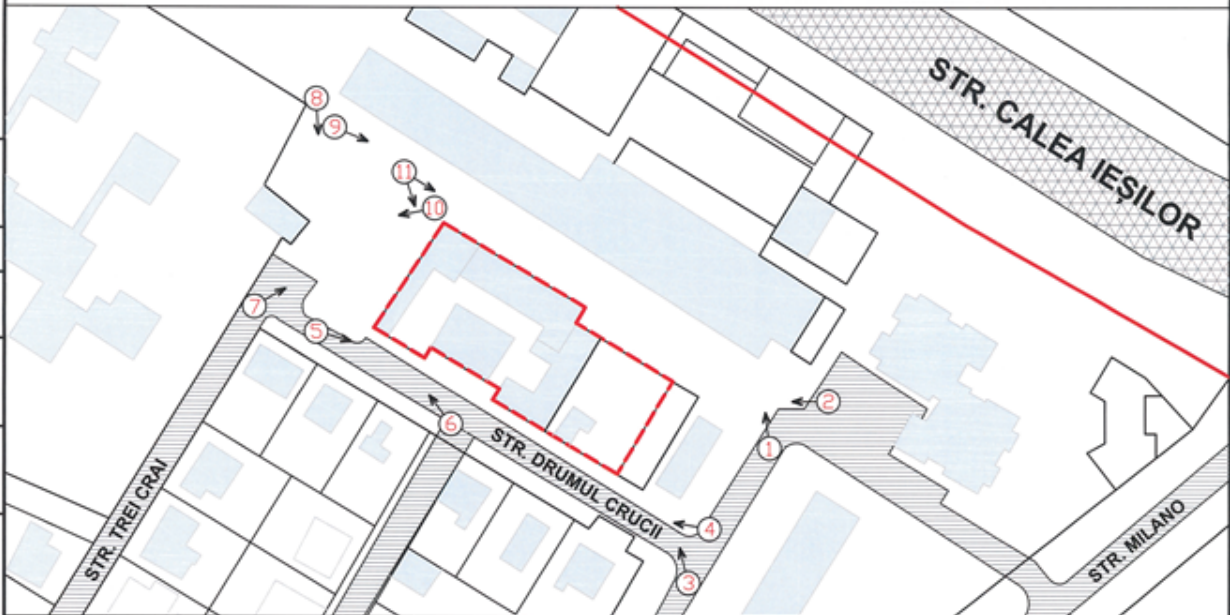 STR. CALEA IEȘILOR
8
9
11
10
7
5
2
6
1
STR. DRUMUL CRUCII
STR. TREI CRAI
4
STR. MILANO
3